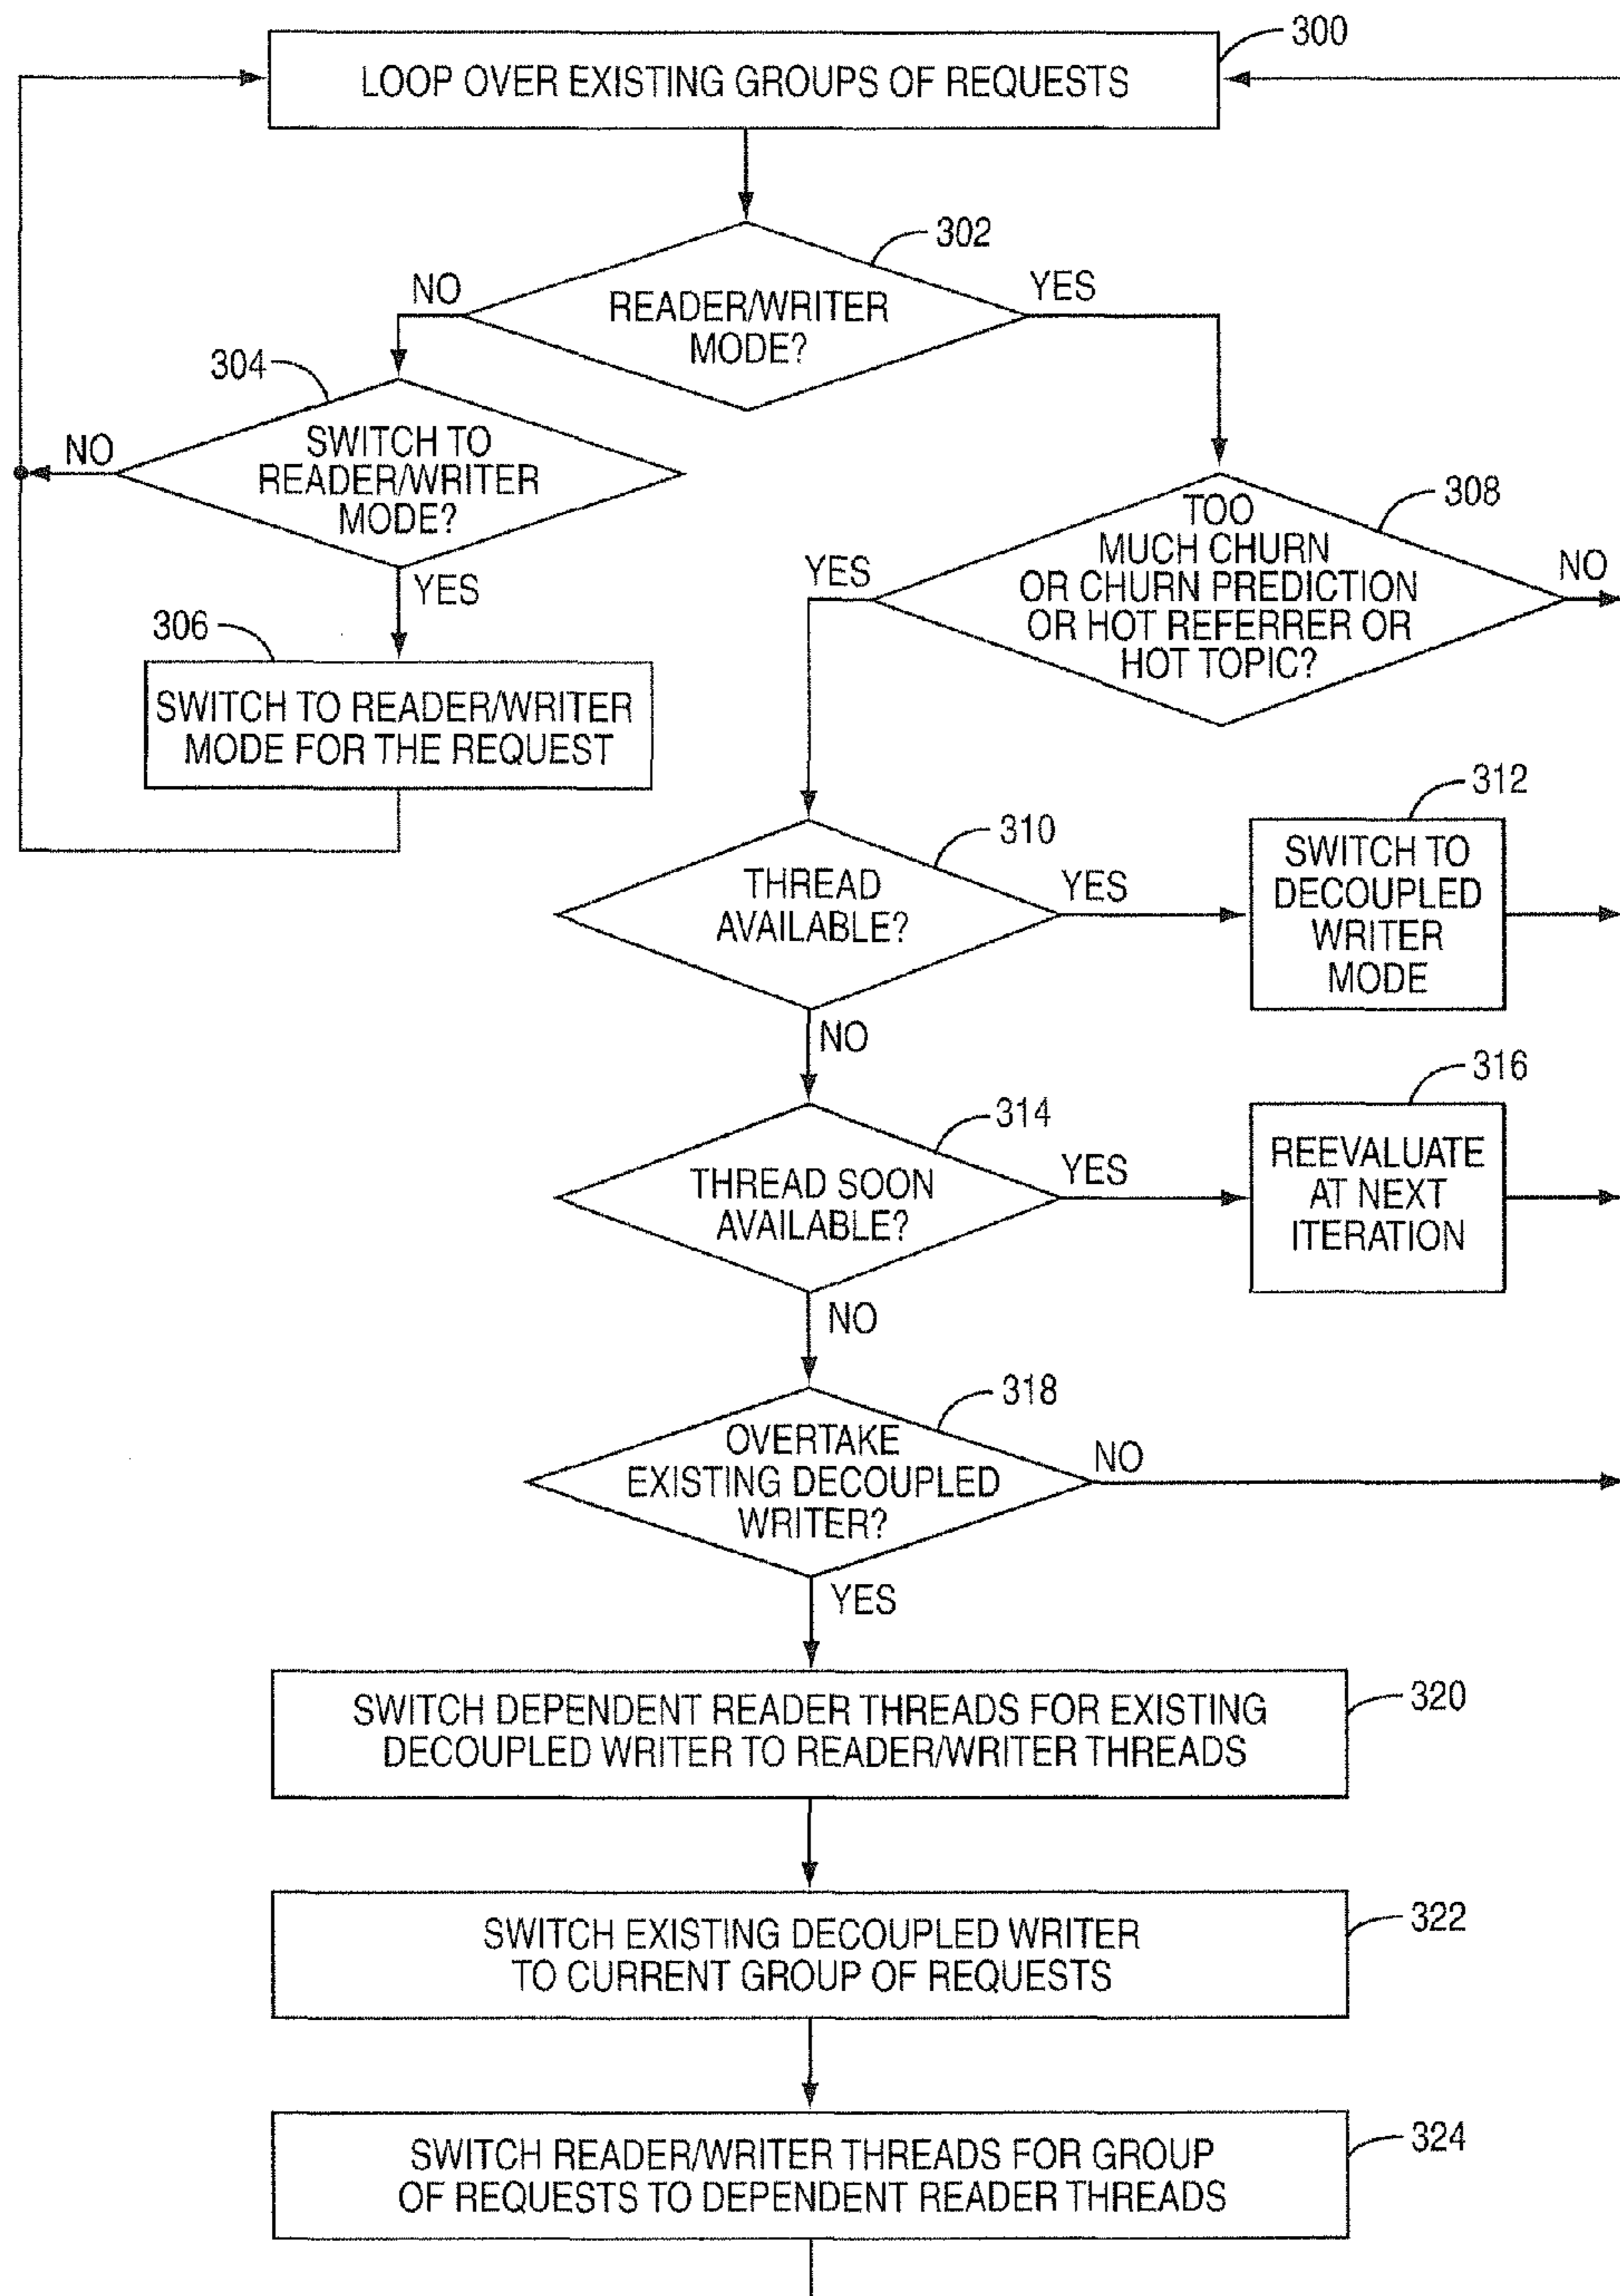 300
LOOP OVER EXISTING GROUPS OF REQUESTS
302
NO
YES
READER/WRITER
MODE?
304
NO
SWITCH TO
READER/WRITER
MODE?
308
TOO
MUCH CHURN
OR CHURN PREDICTION
OR HOT REFERRER OR
HOT TOPIC?
YES
NO
YES
306
SWITCH TO READER/WRITER
MODE FOR THE REQUEST
310
THREAD
AVAILABLE?
YES
312
SWITCH TO
DECOUPLED
WRITER
MODE
NO
314
THREAD SOON
AVAILABLE?
YES
316
REEVALUATE
AT NEXT
ITERATION
NO
318
OVERTAKE
EXISTING DECOUPLED
WRITER?
NO
YES
SWITCH DEPENDENT READER THREADS FOR EXISTING
DECOUPLED WRITER TO READER/WRITER THREADS
320
SWITCH EXISTING DECOUPLED WRITER
TO CURRENT GROUP OF REQUESTS
322
SWITCH READER/WRITER THREADS FOR GROUP
OF REQUESTS TO DEPENDENT READER THREADS
324